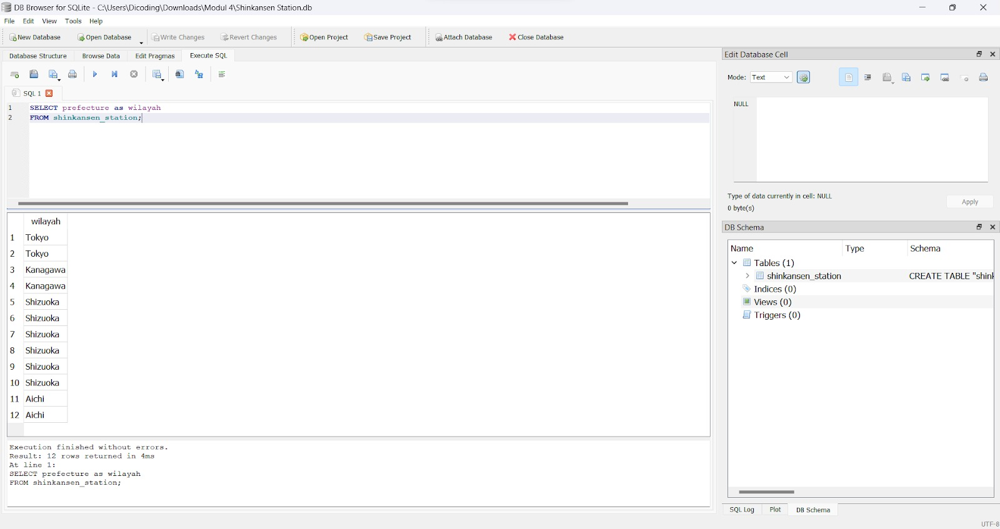 DB Browser for SQLite - C:\Users\Dicoding\Downloads\Modul 4\Shinkansen Station.db
File Edit View Tools Help
New Database Open Database Write Changes Revert Changes Open Project Save Project Attach Database Close Database
Database Structure Browse Data Edit Pragmas Execute SQL
SQL 1
1 SELECT prefecture as wilayah
2 FROM shinkansen_station;
wilayah
1 Tokyo
2 Tokyo
3 Kanagawa
4 Kanagawa
5 Shizuoka
6 Shizuoka
7 Shizuoka
8 Shizuoka
9 Shizuoka
10 Shizuoka
11 Aichi
12 Aichi
Execution finished without errors.
Result: 12 rows returned in 4ms
At line 1:
SELECT prefecture as wilayah
FROM shinkansen_station;
Edit Database Cell
Mode: Text
NULL
Type of data currently in cell: NULL
0 byte(s)
Apply
DB Schema
Name Type Schema
Tables (1)
shinkansen_station CREATE TABLE "shink
Indices (0)
Views (0)
Triggers (0)
SQL Log Plot DB Schema
UTF-8